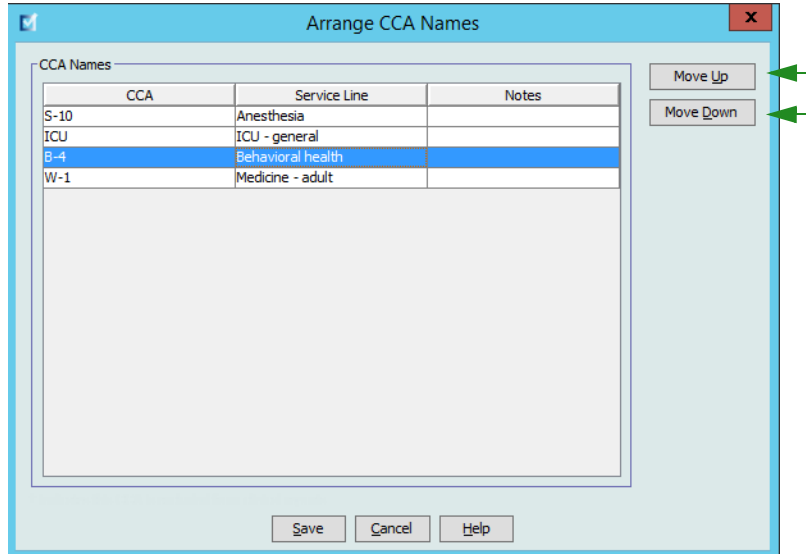 Arrange CCA Names
x
CCA Names
CCA Service Line Notes
S-10 Anesthesia
ICU ICU - general
B-4 Behavioral health
W-1 Medicine - adult
Move Up
Move Down
Save Cancel Help